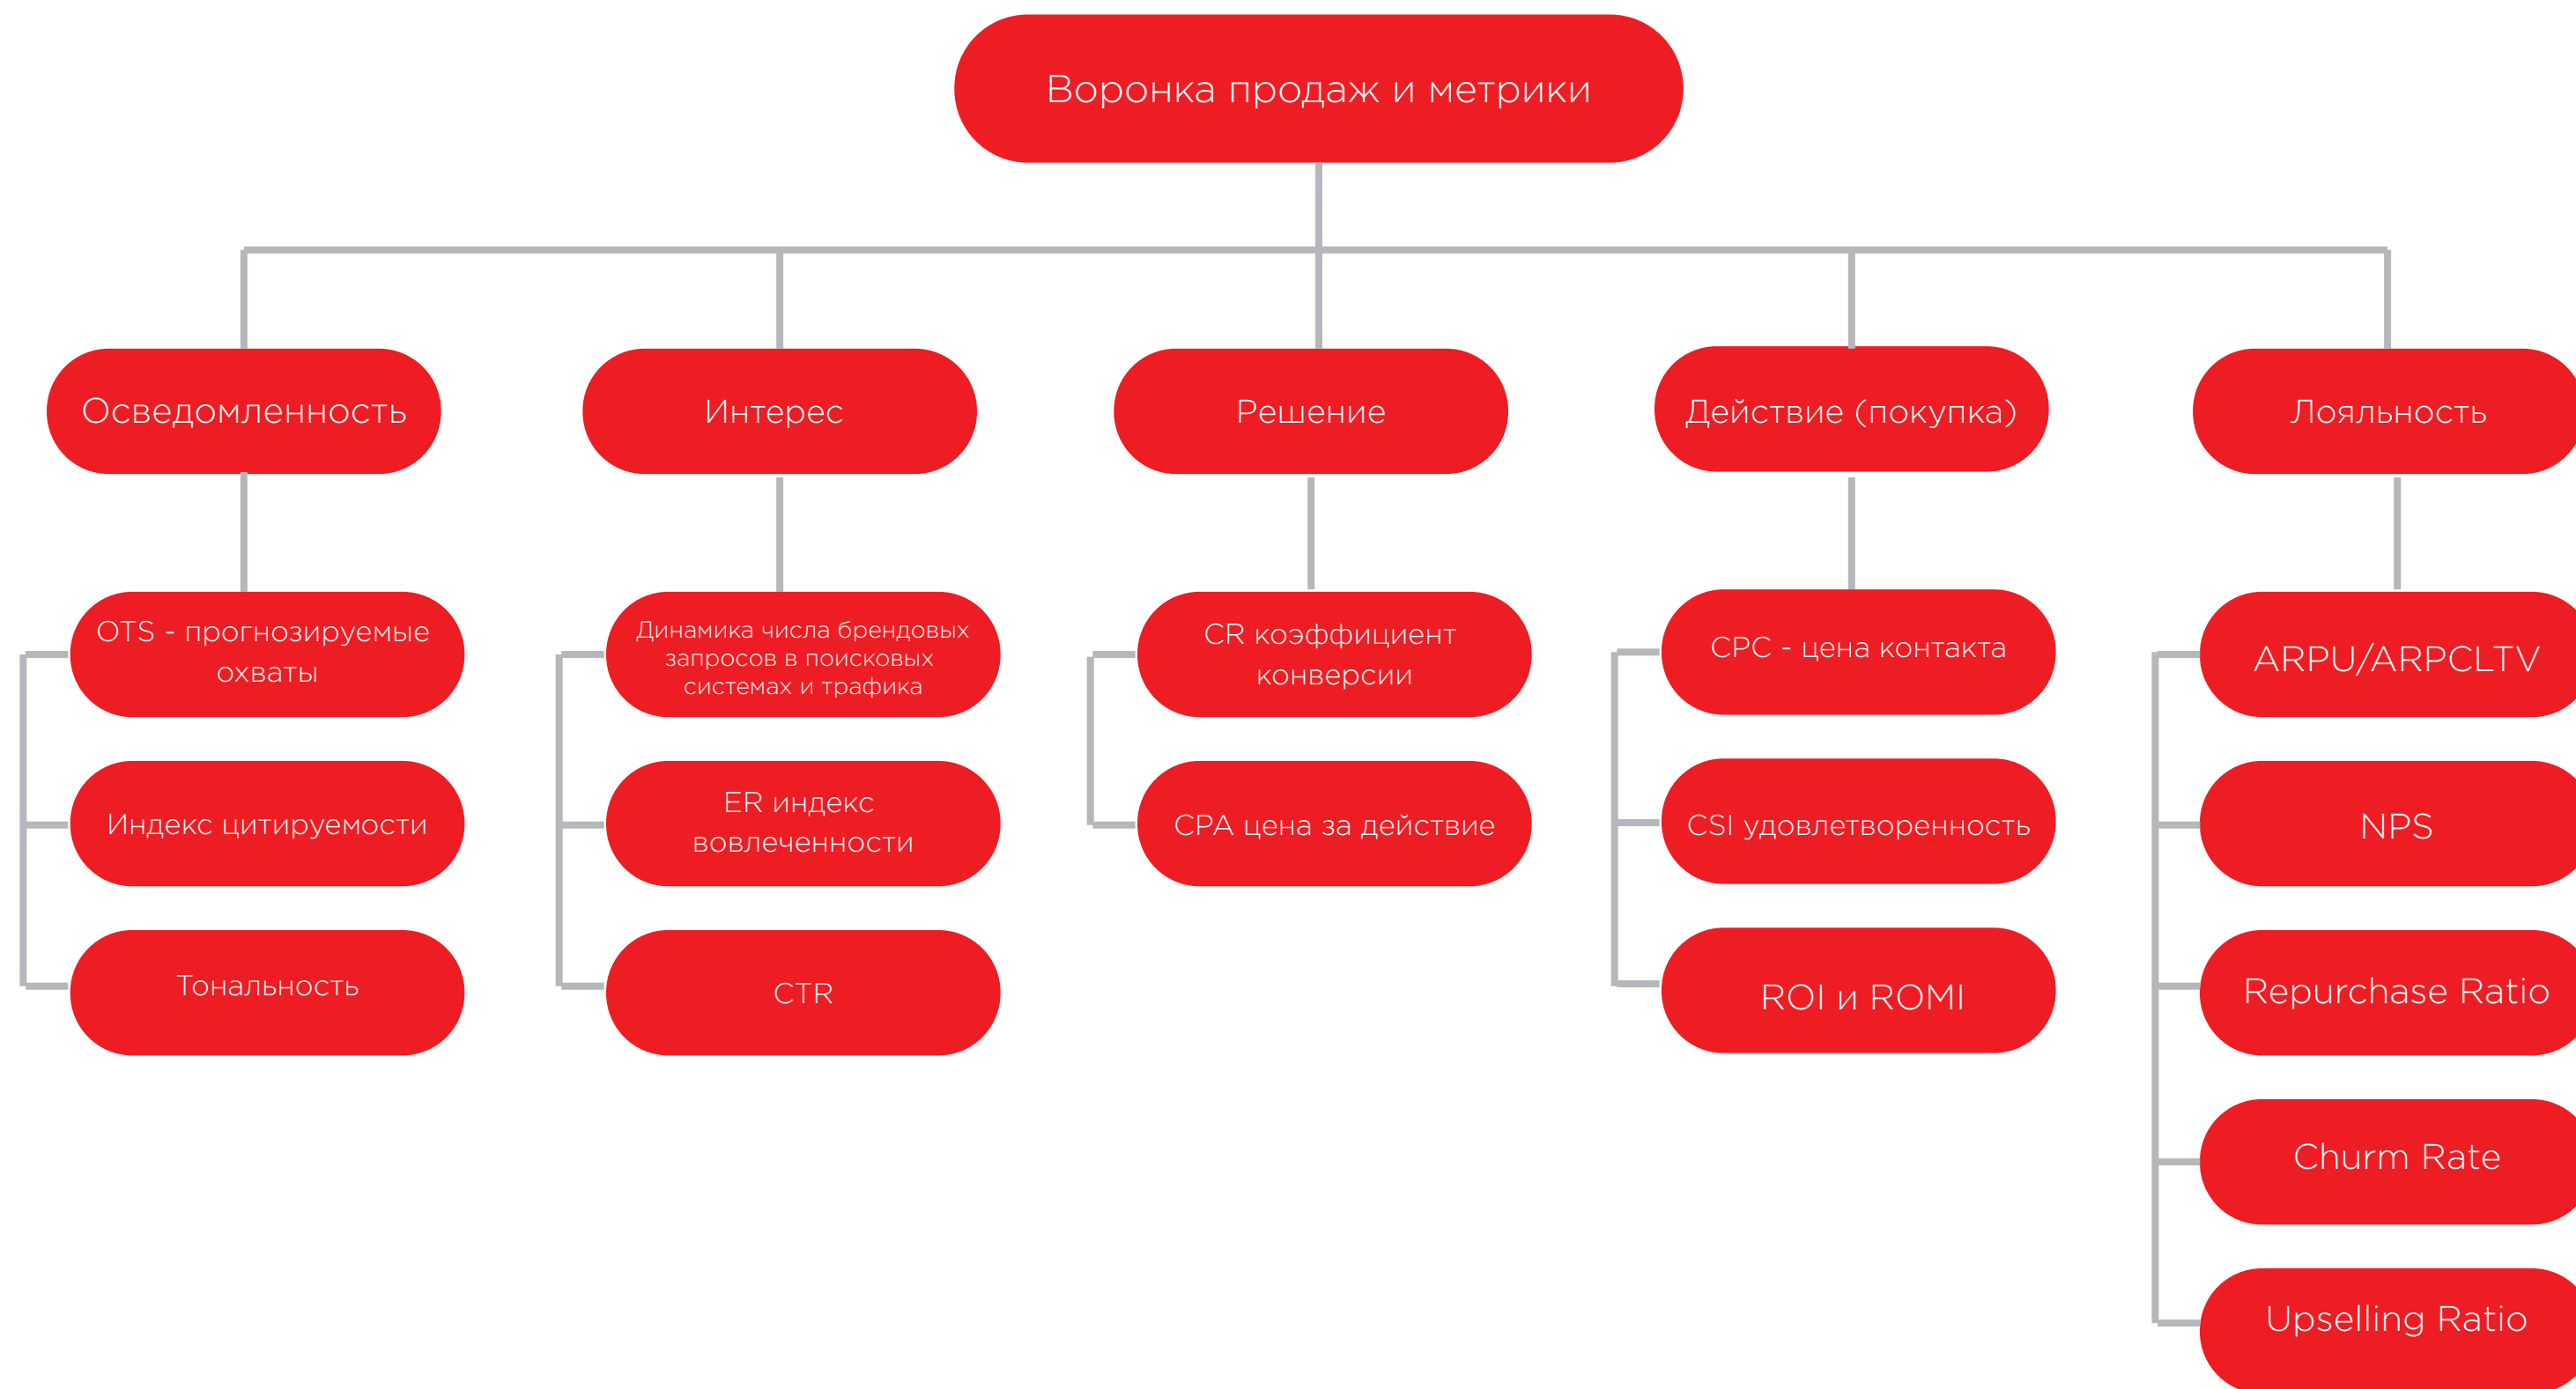 Воронка продаж и метрики
Осведомленность
Интерес
Решение
Действие (покупка)
Лояльность
OTS - прогнозируемые
охваты
Индекс цитируемости
Тональность
Динамика числа брендовых
запросов в поисковых
системах и трафика
ER индекс
вовлеченности
CTR
CR коэффициент
конверсии
CPA цена за действие
CPC - цена контакта
CSI удовлетворенность
ROI и ROMI
ARPU/ARPCLTV
NPS
Repurchase Ratio
Churm Rate
Upselling Ratio